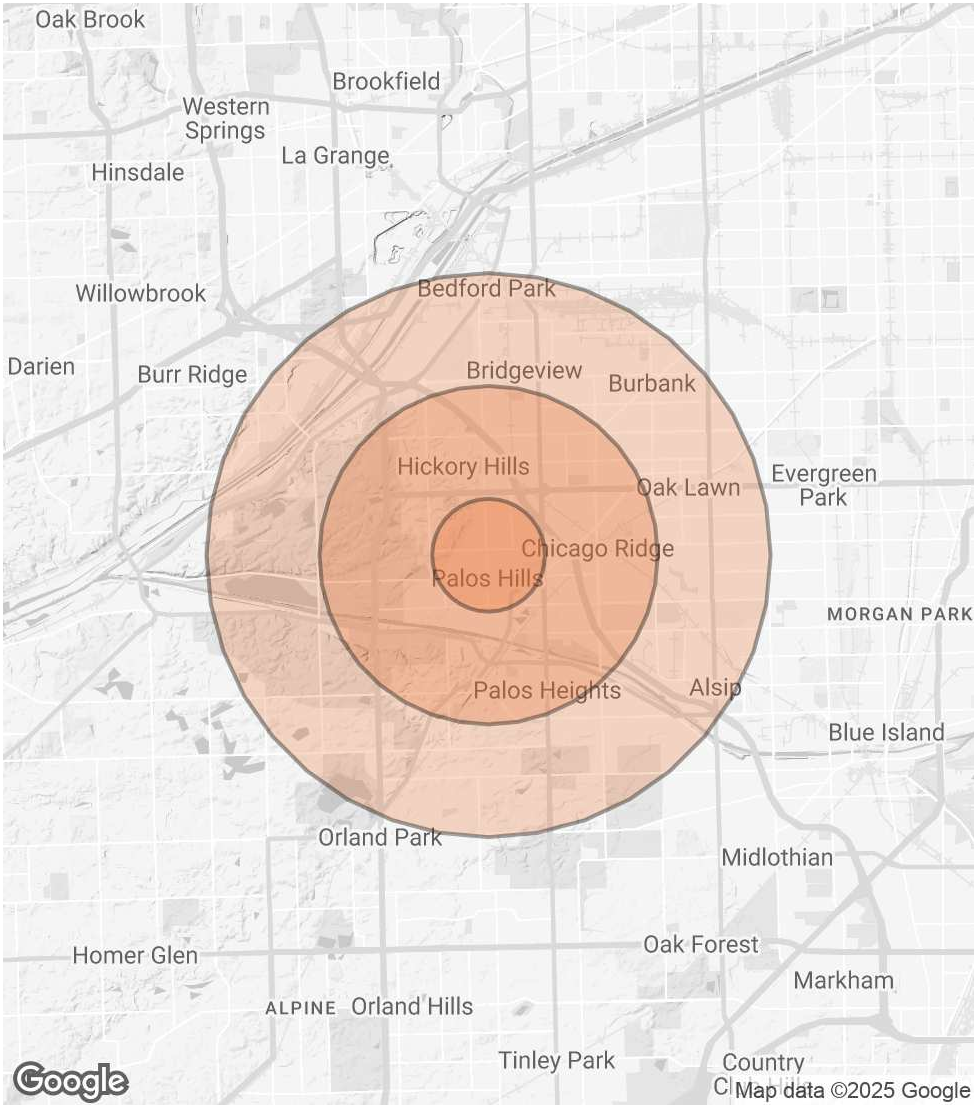 Oak Brook
Brookfield
Western
Springs
La Grange
Hinsdale
Bedford Park
Willowbrook
Darien
Burr Ridge
Bridgeview
Burbank
Hickory Hills
Oak Lawn
Evergreen
Park
Chicago Ridge
Palos Hills
MORGAN PARK
Palos Heights
Alsip
Blue Island
Orland Park
Midlothian
Oak Forest
Homer Glen
Markham
ALPINE
Orland Hills
Tinley Park
Country
Club Hills
Google
Map data ©2025 Google